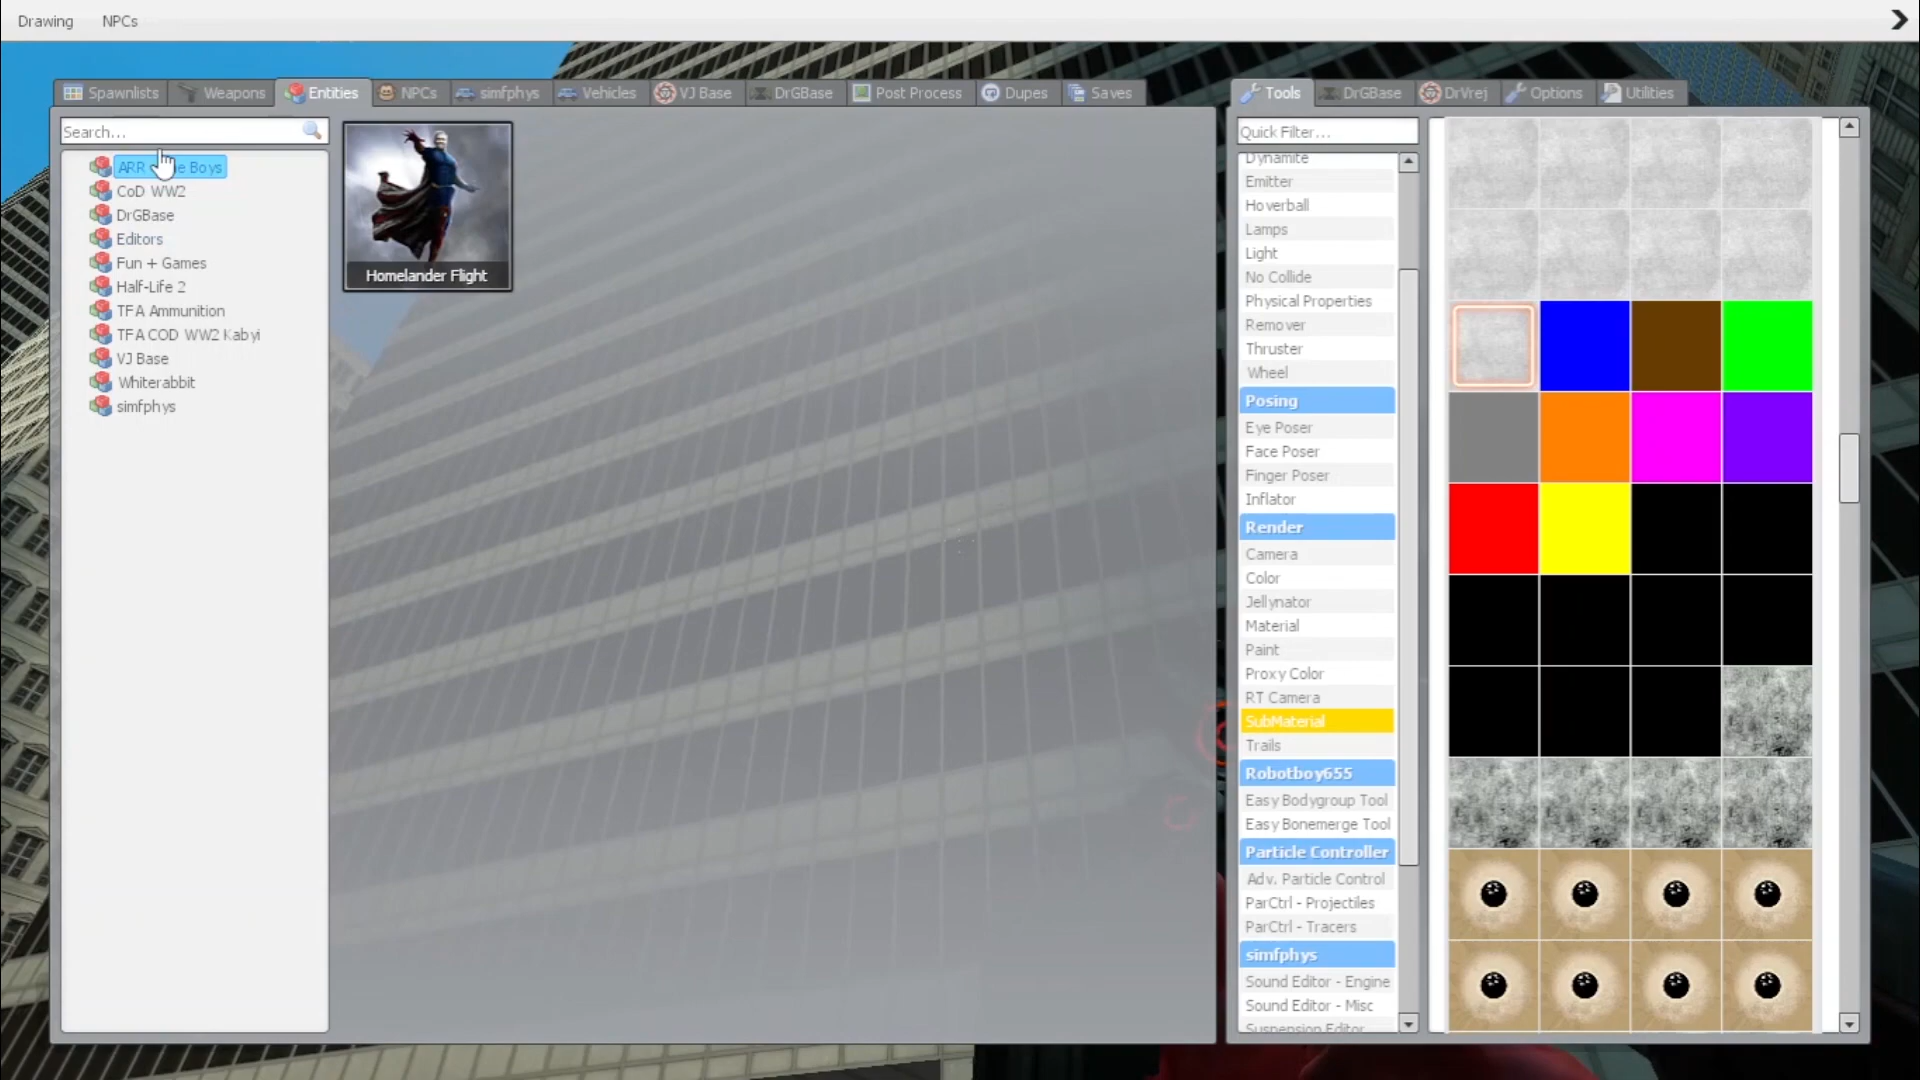 Drawing NPCs
Spawnlists Weapons Entities NPCs simfphys Vehicles VJ Base DrGBase Post Process Dupes Saves
Tools DrGBase DrVrej Options Utilities
Search...
ARR Boys
CoD WW2
DrGBase
Editors
Fun + Games
Half-Life 2
TFA Ammunition
TFA COD WW2 Kabyi
VJ Base
Whiterabbit
simfphys
Homelander Flight
Quick Filter...
Dynamite
Emitter
Hoverball
Lamps
Light
No Collide
Physical Properties
Remover
Thruster
Wheel
Posing
Eye Poser
Face Poser
Finger Poser
Inflator
Render
Camera
Color
Jellynator
Material
Paint
Proxy Color
RT Camera
SubMaterial
Trails
Robotboy655
Easy Bodygroup Tool
Easy Bonemerge Tool
Particle Controller
Adv. Particle Control
ParCtrl - Projectiles
ParCtrl - Tracers
simfphys
Sound Editor - Engine
Sound Editor - Misc
Suspension Editor